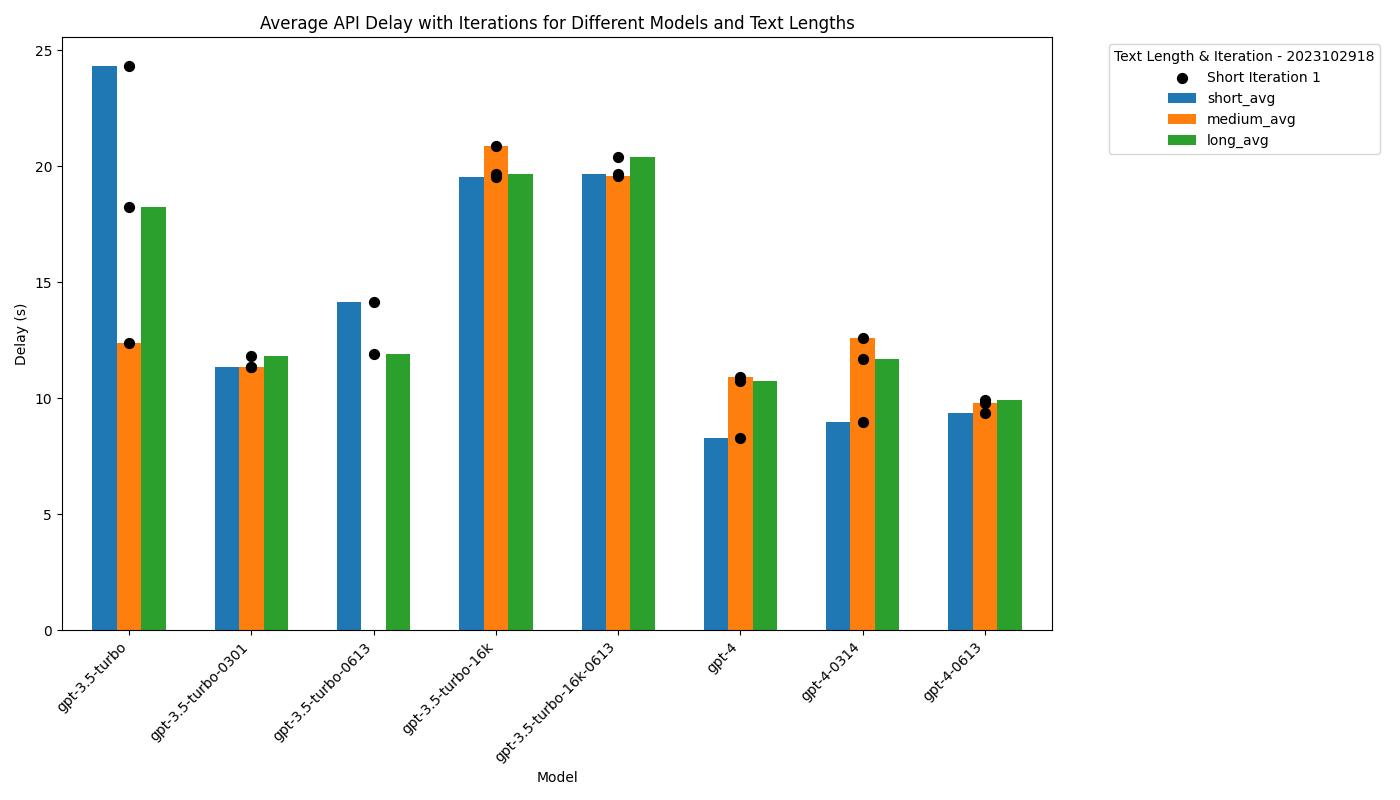 Average API Delay with Iterations for Different Models and Text Lengths
Text Length & Iteration - 2023102918
Short Iteration 1
short_avg
medium_avg
long_avg
Delay (s)
25
20
15
10
5
0
gpt-3.5-turbo
gpt-3.5-turbo-0301
gpt-3.5-turbo-0613
gpt-3.5-turbo-16k
gpt-3.5-turbo-16k-0613
gpt-4
gpt-4-0314
gpt-4-0613
Model